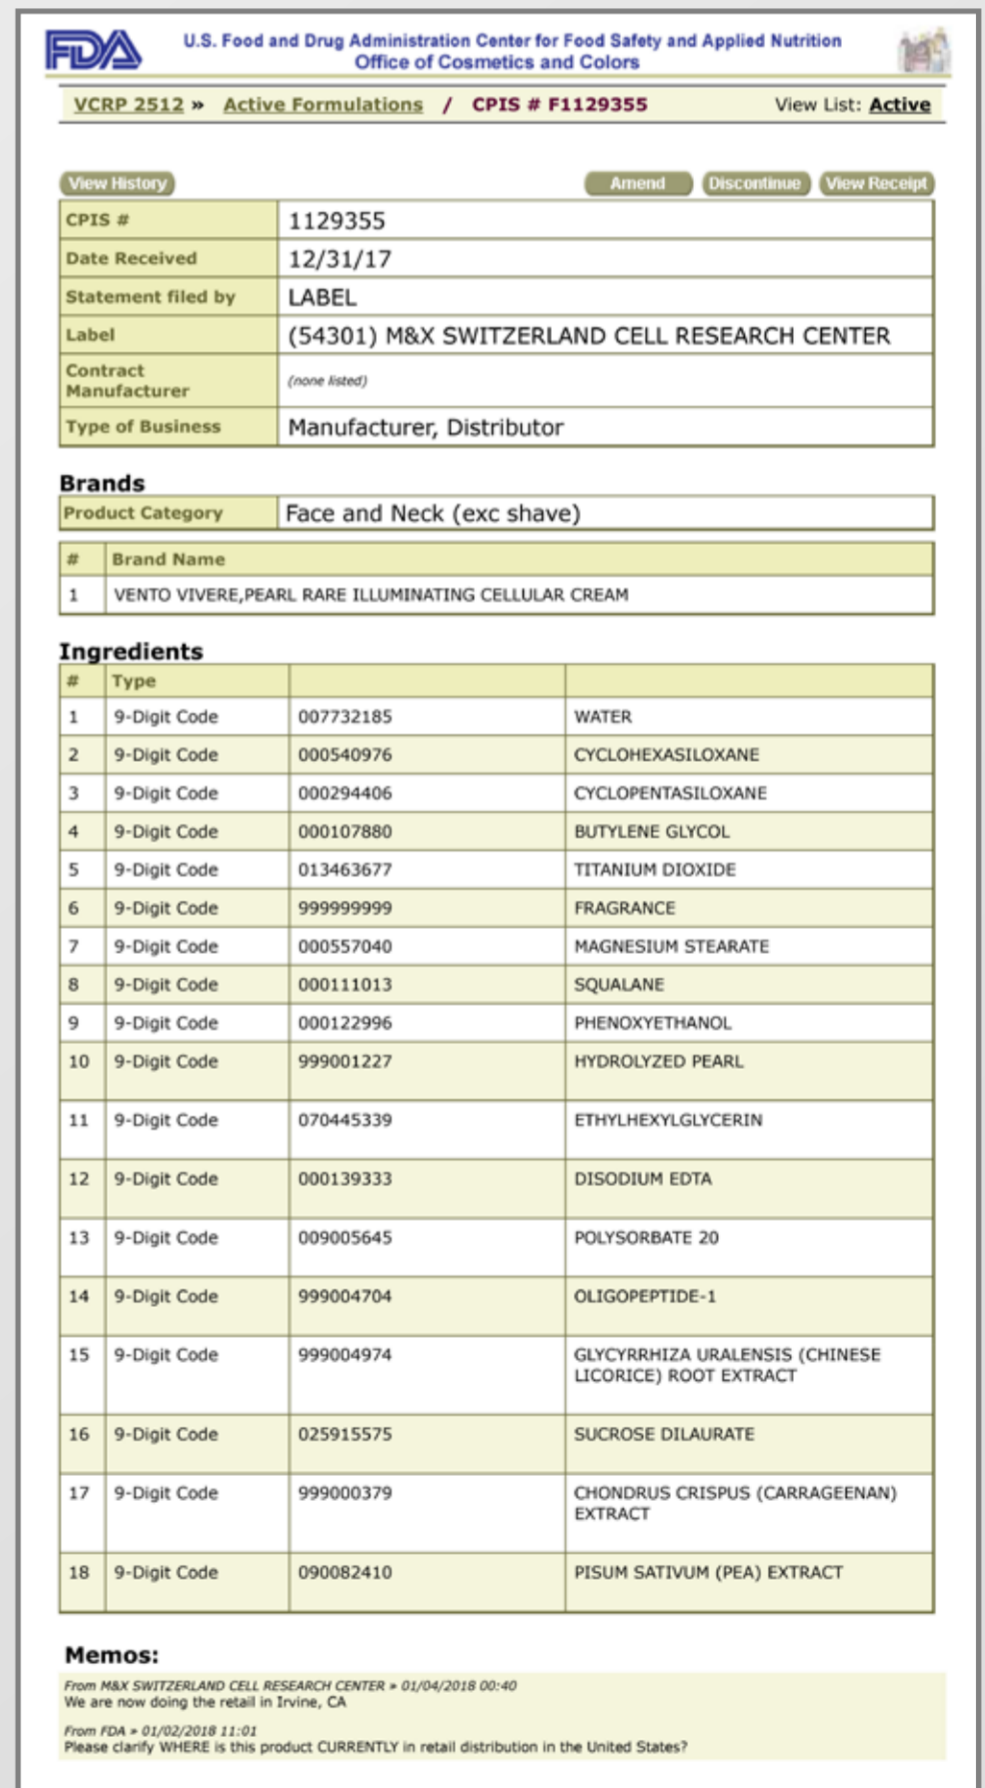 FDA
U.S. Food and Drug Administration Center for Food Safety and Applied Nutrition
Office of Cosmetics and Colors
VCRP 2512 » Active Formulations / CPIS # F1129355 View List: Active
View History Amend Discontinue View Receipt
CPIS # 1129355
Date Received 12/31/17
Statement filed by LABEL
Label (54301) M&X SWITZERLAND CELL RESEARCH CENTER
Contract
Manufacturer (none listed)
Type of Business Manufacturer, Distributor
Brands
Product Category Face and Neck (exc shave)
# Brand Name
1 VENTO VIVERE,PEARL RARE ILLUMINATING CELLULAR CREAM
Ingredients
# Type
1 9-Digit Code 007732185 WATER
2 9-Digit Code 000540976 CYCLOHEXASILOXANE
3 9-Digit Code 000294406 CYCLOPENTASILOXANE
4 9-Digit Code 000107880 BUTYLENE GLYCOL
5 9-Digit Code 013463677 TITANIUM DIOXIDE
6 9-Digit Code 999999999 FRAGRANCE
7 9-Digit Code 000557040 MAGNESIUM STEARATE
8 9-Digit Code 000111013 SQUALANE
9 9-Digit Code 000122996 PHENOXYETHANOL
10 9-Digit Code 999001227 HYDROLYZED PEARL
11 9-Digit Code 070445339 ETHYLHEXYLGLYCERIN
12 9-Digit Code 000139333 DISODIUM EDTA
13 9-Digit Code 009005645 POLYSORBATE 20
14 9-Digit Code 999004704 OLIGOPEPTIDE-1
15 9-Digit Code 999004974 GLYCYRRHIZA URALENSIS (CHINESE
LICORICE) ROOT EXTRACT
16 9-Digit Code 025915575 SUCROSE DILAURATE
17 9-Digit Code 999000379 CHONDRUS CRISPUS (CARRAGEENAN)
EXTRACT
18 9-Digit Code 090082410 PISUM SATIVUM (PEA) EXTRACT
Memos:
From M&X SWITZERLAND CELL RESEARCH CENTER » 01/04/2018 00:40
We are now doing the retail in Irvine, CA
From FDA » 01/02/2018 11:01
Please clarify WHERE is this product CURRENTLY in retail distribution in the United States?